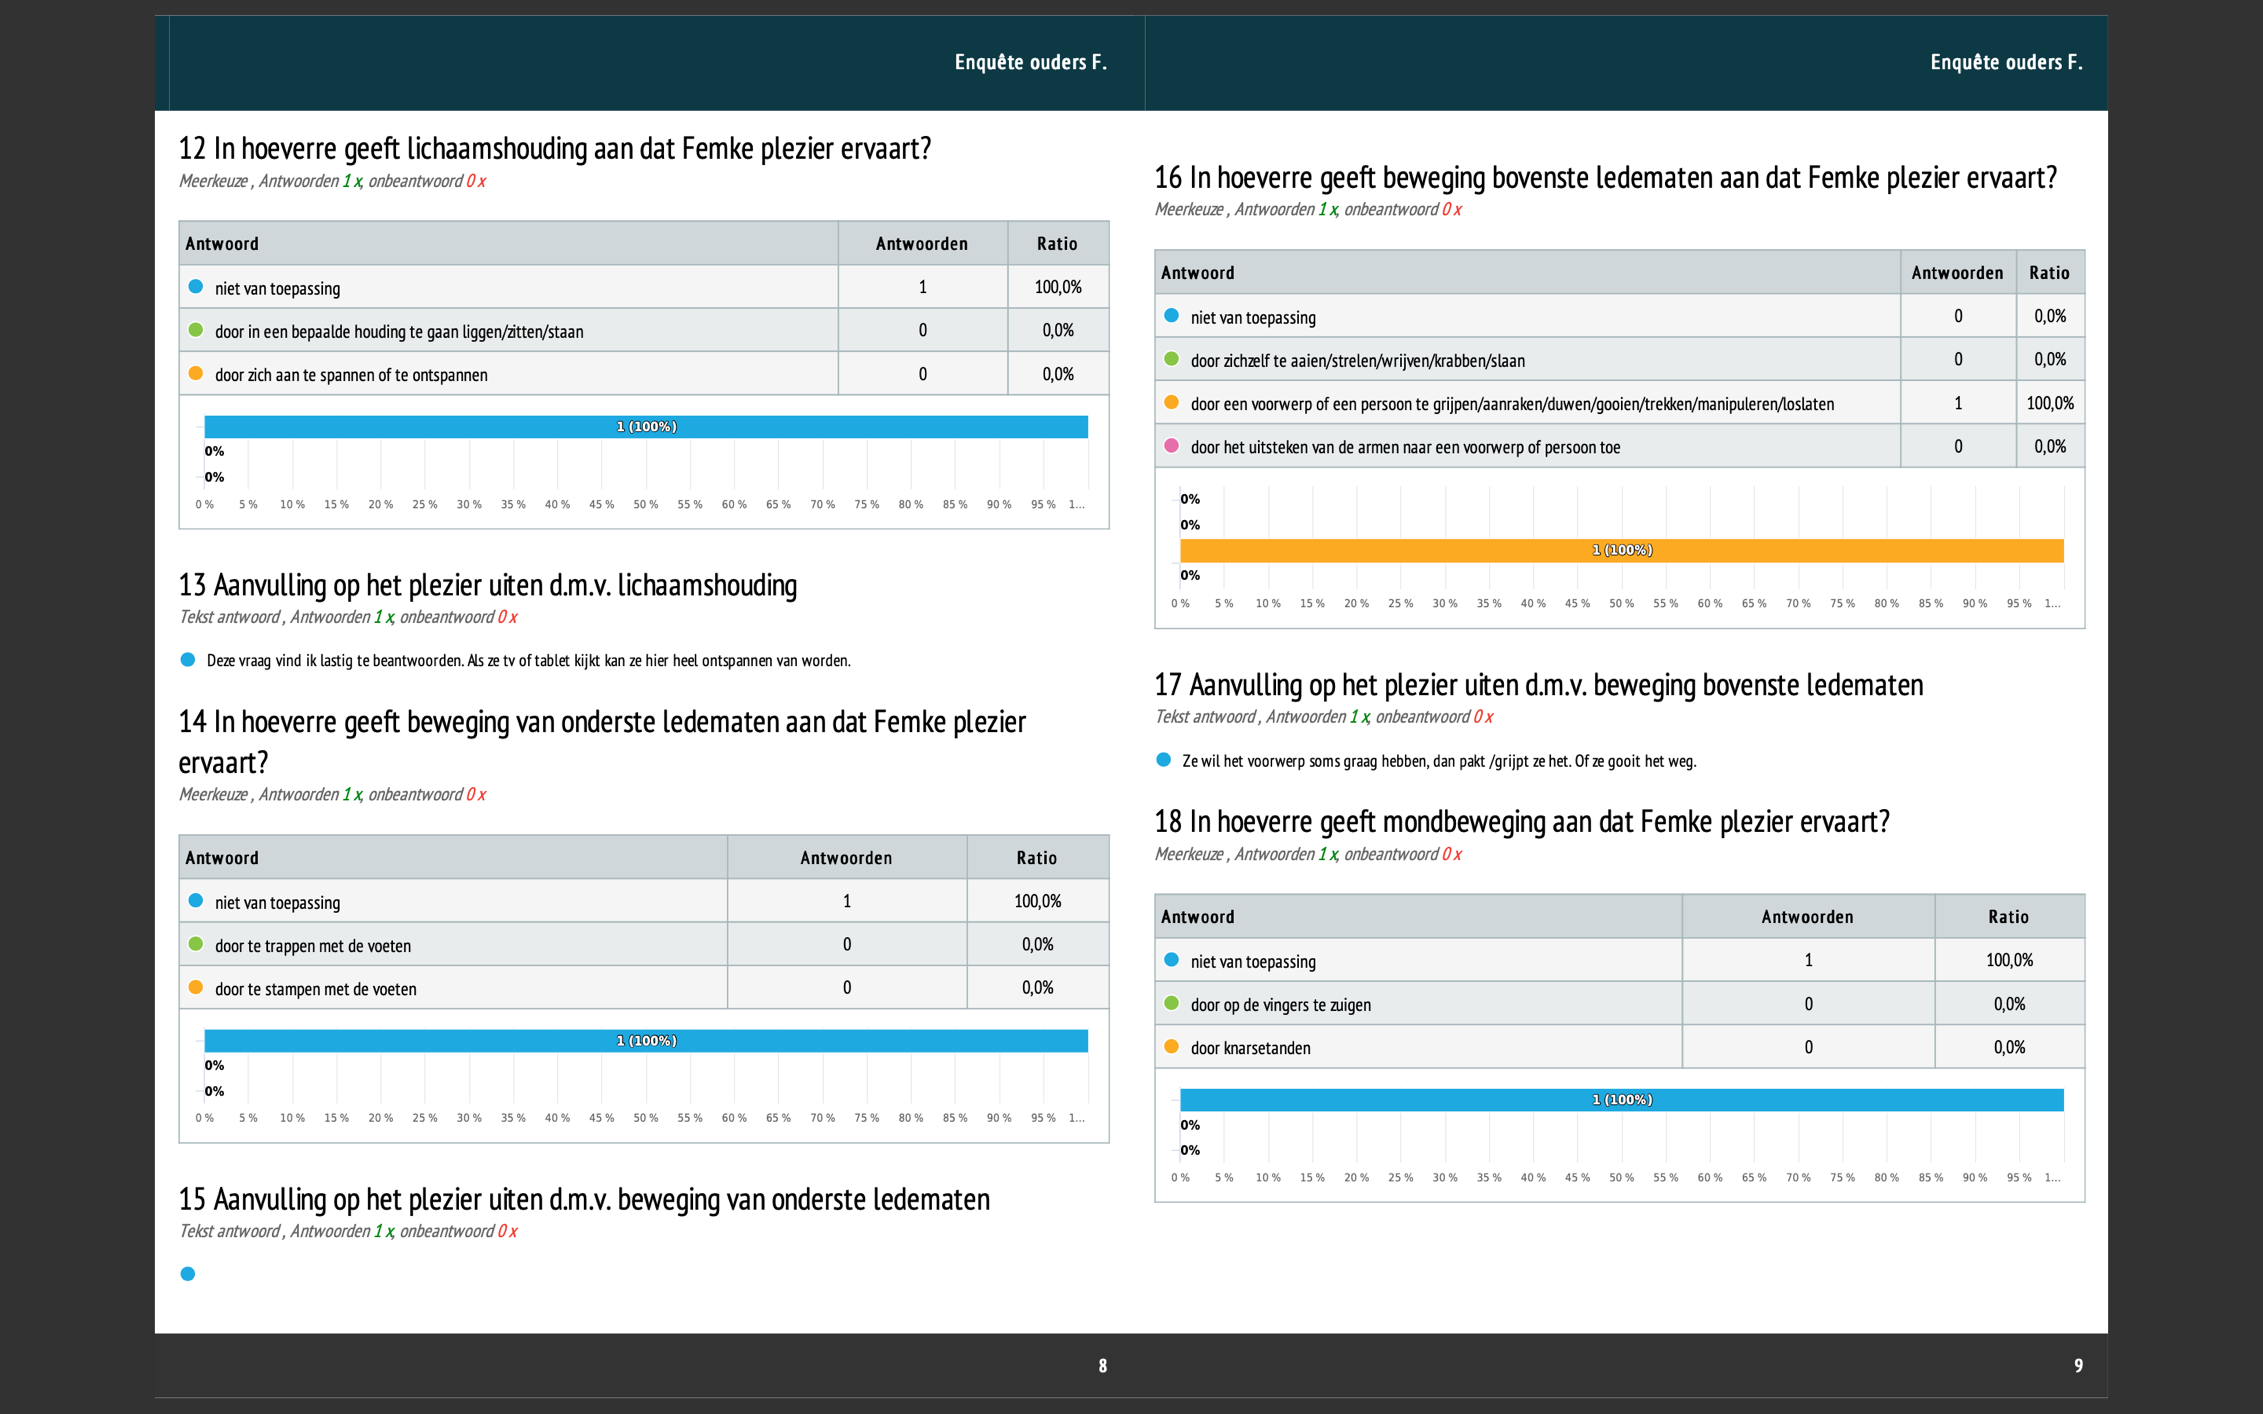 Enquête ouders F.
12 In hoeverre geeft lichaamshouding aan dat Femke plezier ervaart?
Meerkeuze , Antwoorden 1 x, onbeantwoord 0 x
Antwoord Antwoorden Ratio
niet van toepassing 1 100,0%
door in een bepaalde houding te gaan liggen/zitten/staan 0 0,0%
door zich aan te spannen of te ontspannen 0 0,0%
1 (100%)
0%
0%
0 % 5 % 10 % 15 % 20 % 25 % 30 % 35 % 40 % 45 % 50 % 55 % 60 % 65 % 70 % 75 % 80 % 85 % 90 % 95 % 1...
13 Aanvulling op het plezier uiten d.m.v. lichaamshouding
Tekst antwoord , Antwoorden 1 x, onbeantwoord 0 x
Deze vraag vind ik lastig te beantwoorden. Als ze tv of tablet kijkt kan ze hier heel ontspannen van worden.
14 In hoeverre geeft beweging van onderste ledematen aan dat Femke plezier
ervaart?
Meerkeuze , Antwoorden 1 x, onbeantwoord 0 x
Antwoord Antwoorden Ratio
niet van toepassing 1 100,0%
door te trappen met de voeten 0 0,0%
door te stampen met de voeten 0 0,0%
1 (100%)
0%
0%
0 % 5 % 10 % 15 % 20 % 25 % 30 % 35 % 40 % 45 % 50 % 55 % 60 % 65 % 70 % 75 % 80 % 85 % 90 % 95 % 1...
15 Aanvulling op het plezier uiten d.m.v. beweging van onderste ledematen
Tekst antwoord , Antwoorden 1 x, onbeantwoord 0 x
8
Enquête ouders F.
16 In hoeverre geeft beweging bovenste ledematen aan dat Femke plezier ervaart?
Meerkeuze , Antwoorden 1 x, onbeantwoord 0 x
Antwoord Antwoorden Ratio
niet van toepassing 0 0,0%
door zichzelf te aaien/strelen/wrijven/krabben/slaan 0 0,0%
door een voorwerp of een persoon te grijpen/aanraken/duwen/gooien/trekken/manipuleren/loslaten 1 100,0%
door het uitsteken van de armen naar een voorwerp of persoon toe 0 0,0%
0%
0%
1 (100%)
0%
0 % 5 % 10 % 15 % 20 % 25 % 30 % 35 % 40 % 45 % 50 % 55 % 60 % 65 % 70 % 75 % 80 % 85 % 90 % 95 % 1...
17 Aanvulling op het plezier uiten d.m.v. beweging bovenste ledematen
Tekst antwoord , Antwoorden 1 x, onbeantwoord 0 x
Ze wil het voorwerp soms graag hebben, dan pakt /grijpt ze het. Of ze gooit het weg.
18 In hoeverre geeft mondbeweging aan dat Femke plezier ervaart?
Meerkeuze , Antwoorden 1 x, onbeantwoord 0 x
Antwoord Antwoorden Ratio
niet van toepassing 1 100,0%
door op de vingers te zuigen 0 0,0%
door knarsetanden 0 0,0%
1 (100%)
0%
0%
0 % 5 % 10 % 15 % 20 % 25 % 30 % 35 % 40 % 45 % 50 % 55 % 60 % 65 % 70 % 75 % 80 % 85 % 90 % 95 % 1...
9